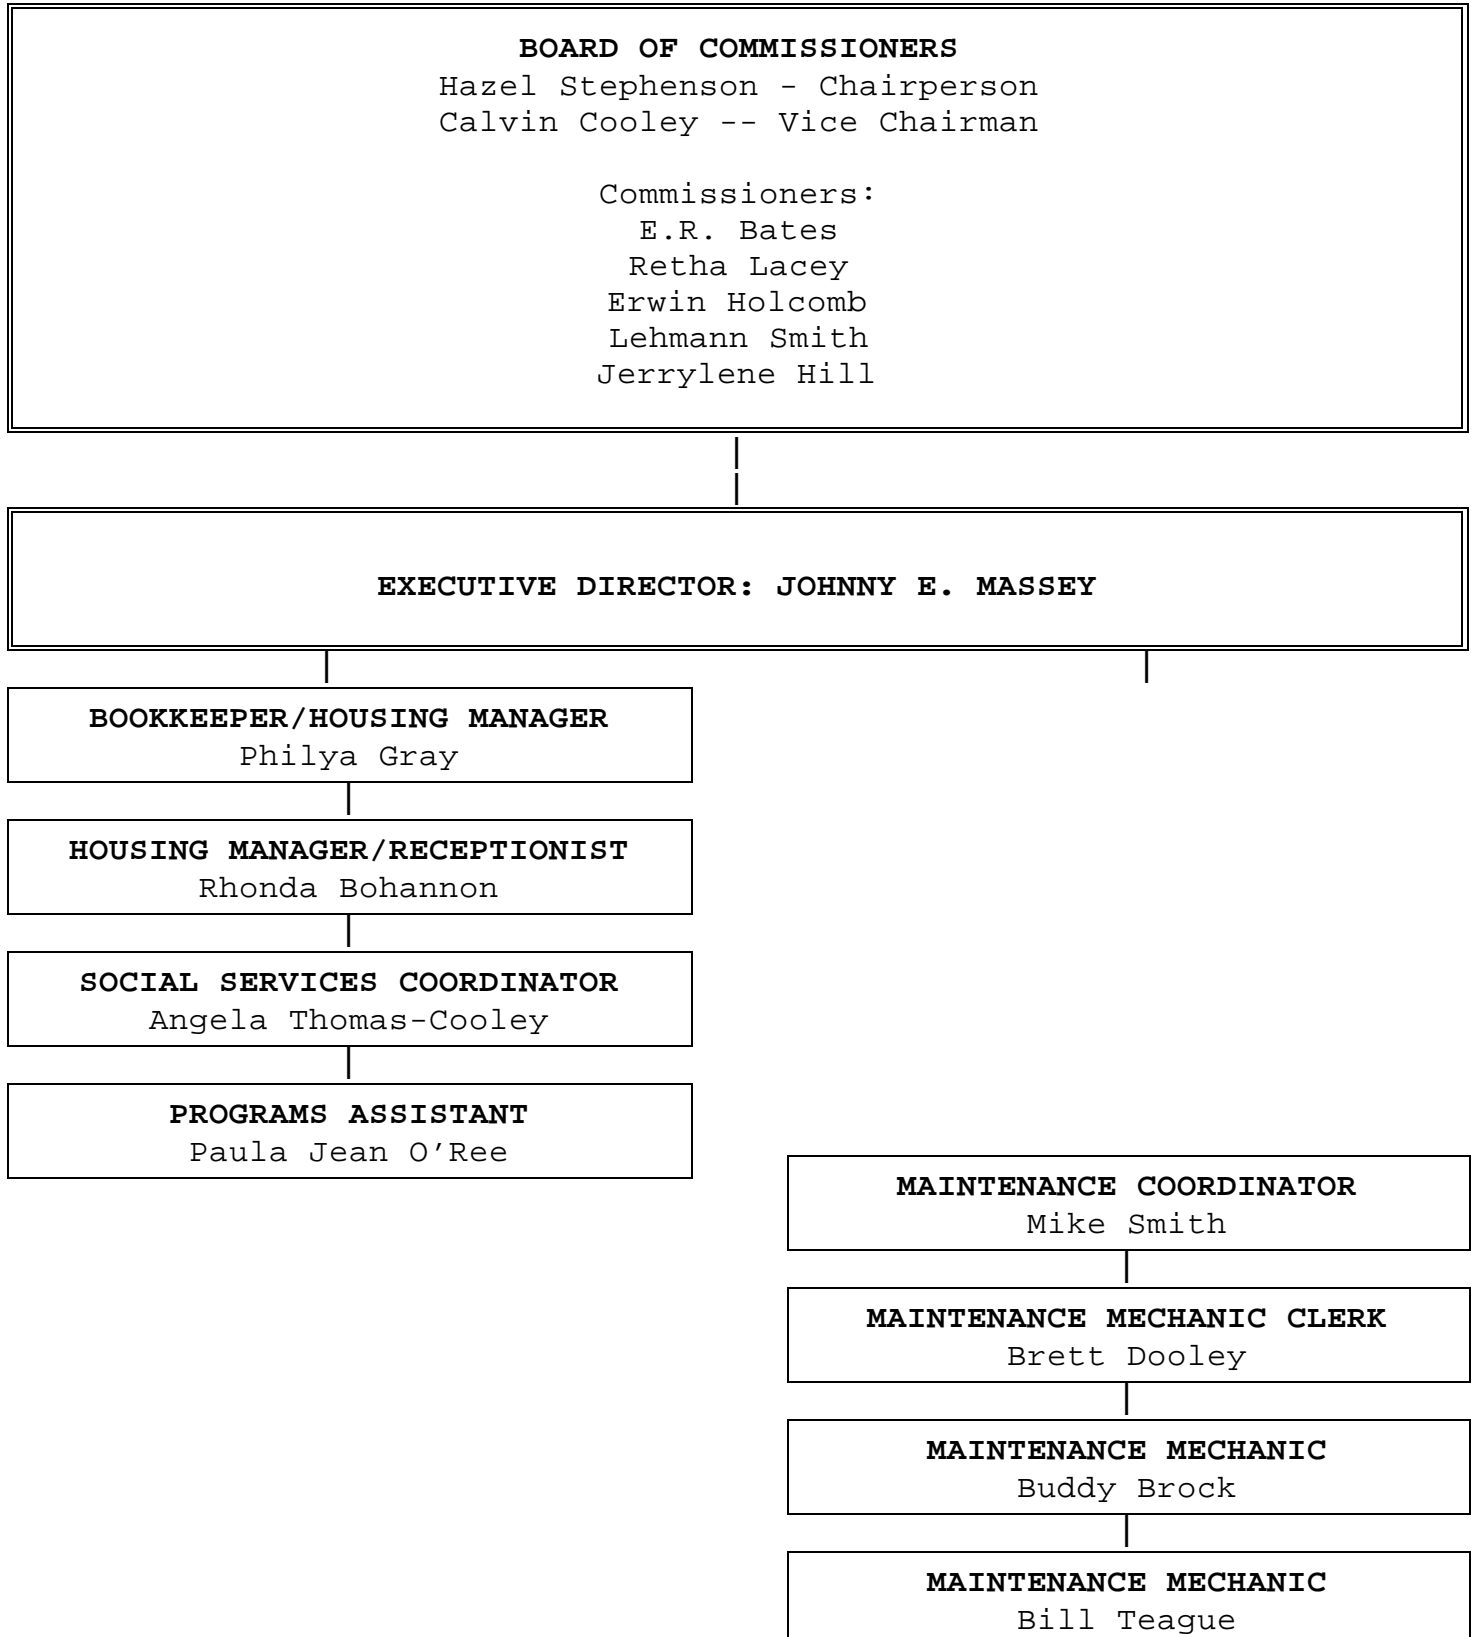 BOARD OF COMMISSIONERS
Hazel Stephenson - Chairperson
Calvin Cooley -- Vice Chairman
Commissioners:
E.R. Bates
Retha Lacey
Erwin Holcomb
Lehmann Smith
Jerrylene Hill
EXECUTIVE DIRECTOR: JOHNNY E. MASSEY
BOOKKEEPER/HOUSING MANAGER
Philya Gray
HOUSING MANAGER/RECEPTIONIST
Rhonda Bohannon
SOCIAL SERVICES COORDINATOR
Angela Thomas-Cooley
PROGRAMS ASSISTANT
Paula Jean O’Ree
MAINTENANCE COORDINATOR
Mike Smith
MAINTENANCE MECHANIC CLERK
Brett Dooley
MAINTENANCE MECHANIC
Buddy Brock
MAINTENANCE MECHANIC
Bill Teague